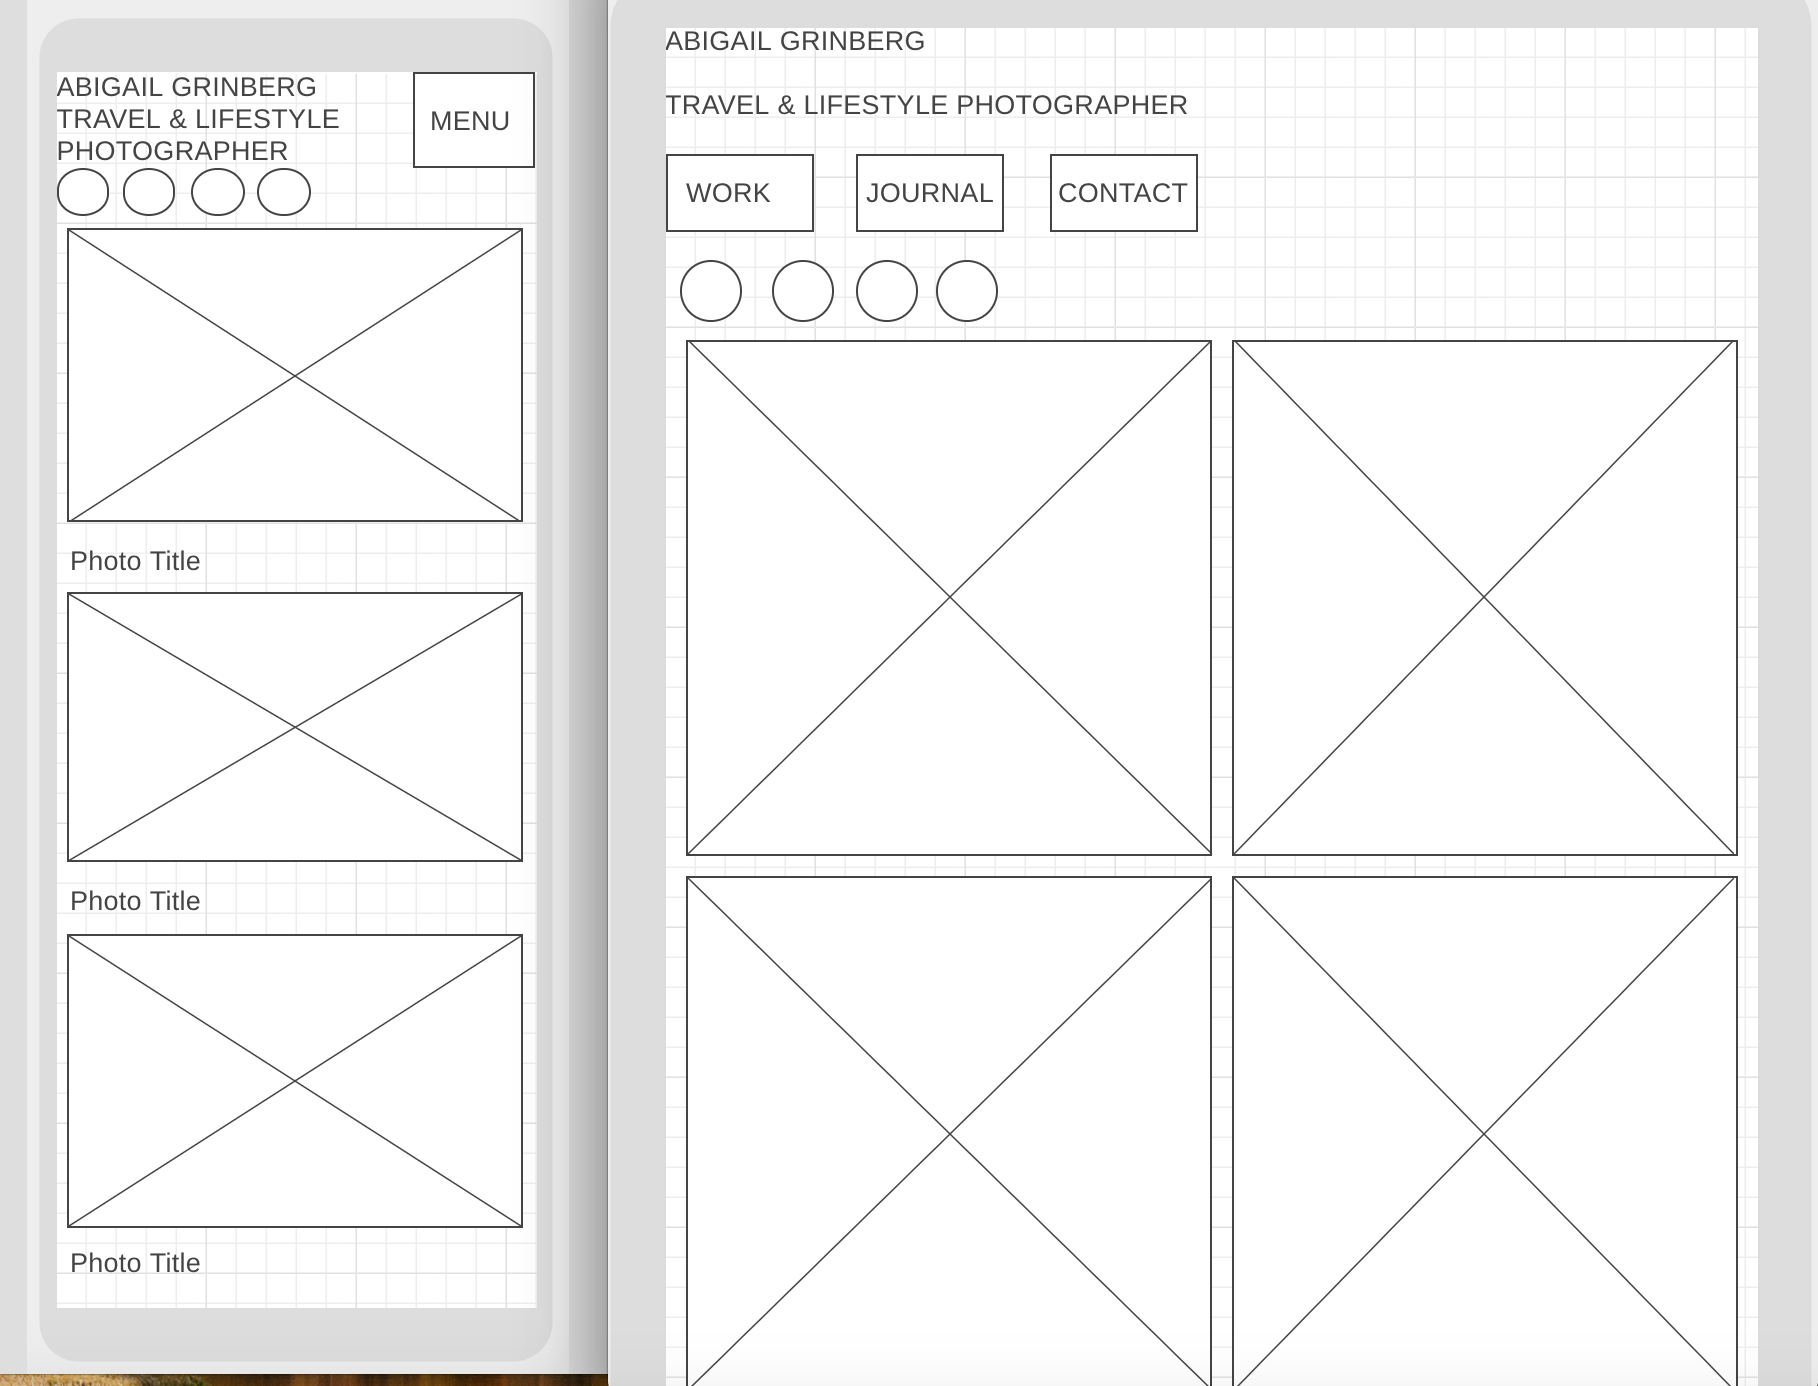 ABIGAIL GRINBERG
TRAVEL & LIFESTYLE
PHOTOGRAPHER
MENU
Photo Title
Photo Title
Photo Title
ABIGAIL GRINBERG
TRAVEL & LIFESTYLE PHOTOGRAPHER
WORK
JOURNAL
CONTACT